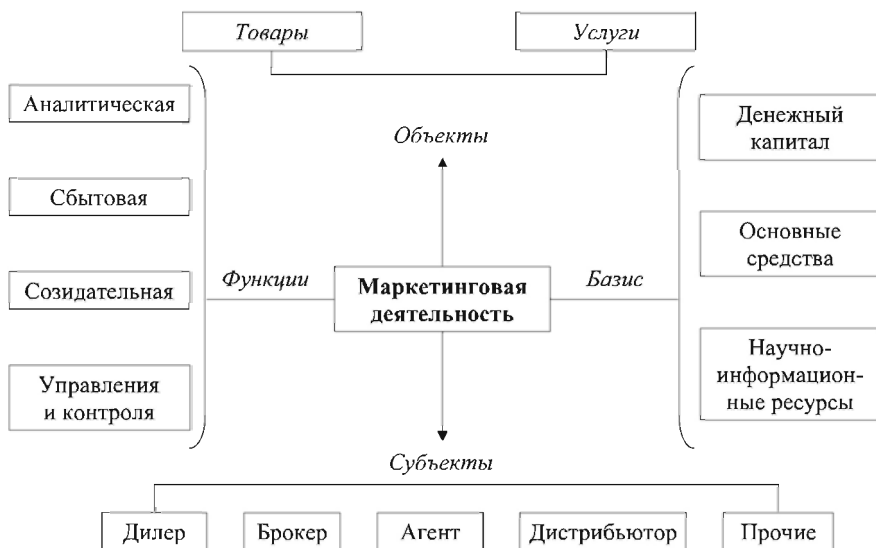 Товары
Услуги
Аналитическая
Сбытовая
Созидательная
Управления
и контроля
Объекты
Функции
Маркетинговая
деятельность
Базис
Денежный
капитал
Основные
средства
Научно-
информацион-
ные ресурсы
Субъекты
Дилер
Брокер
Агент
Дистрибьютор
Прочие